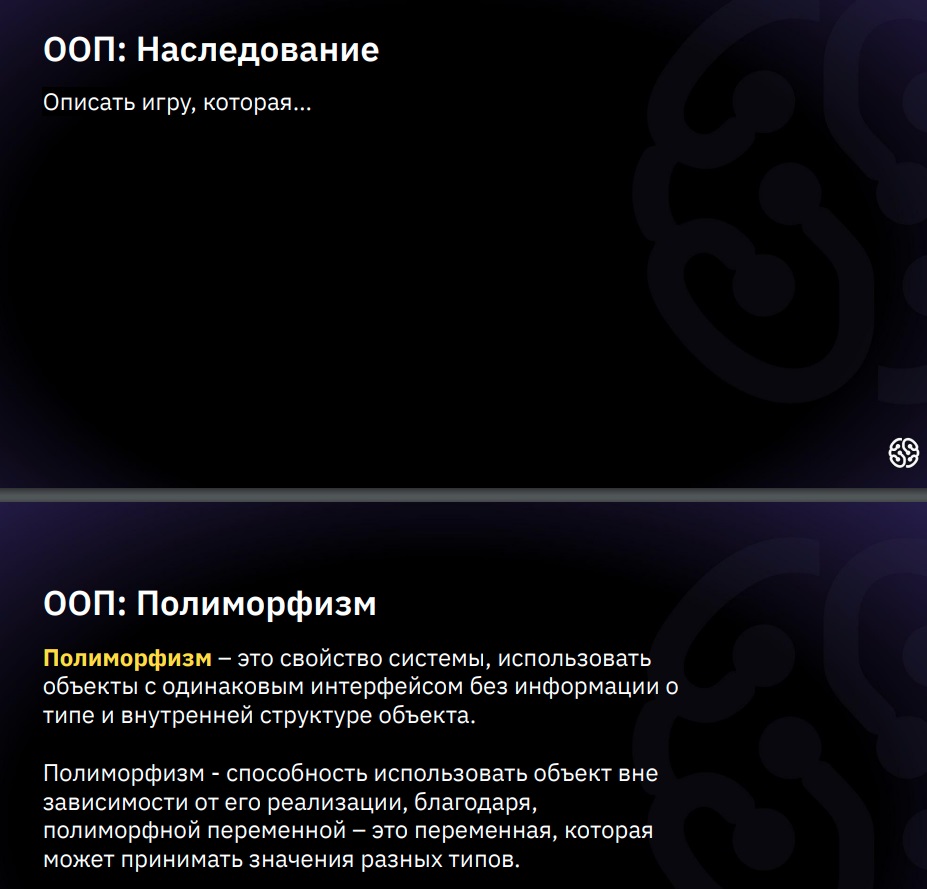 ООП: Наследование
Описать игру, которая...
ООП: Полиморфизм
Полиморфизм – это свойство системы, использовать
объекты с одинаковым интерфейсом без информации о
типе и внутренней структуре объекта.
Полиморфизм - способность использовать объект вне
зависимости от его реализации, благодаря,
полиморфной переменной – это переменная, которая
может принимать значения разных типов.